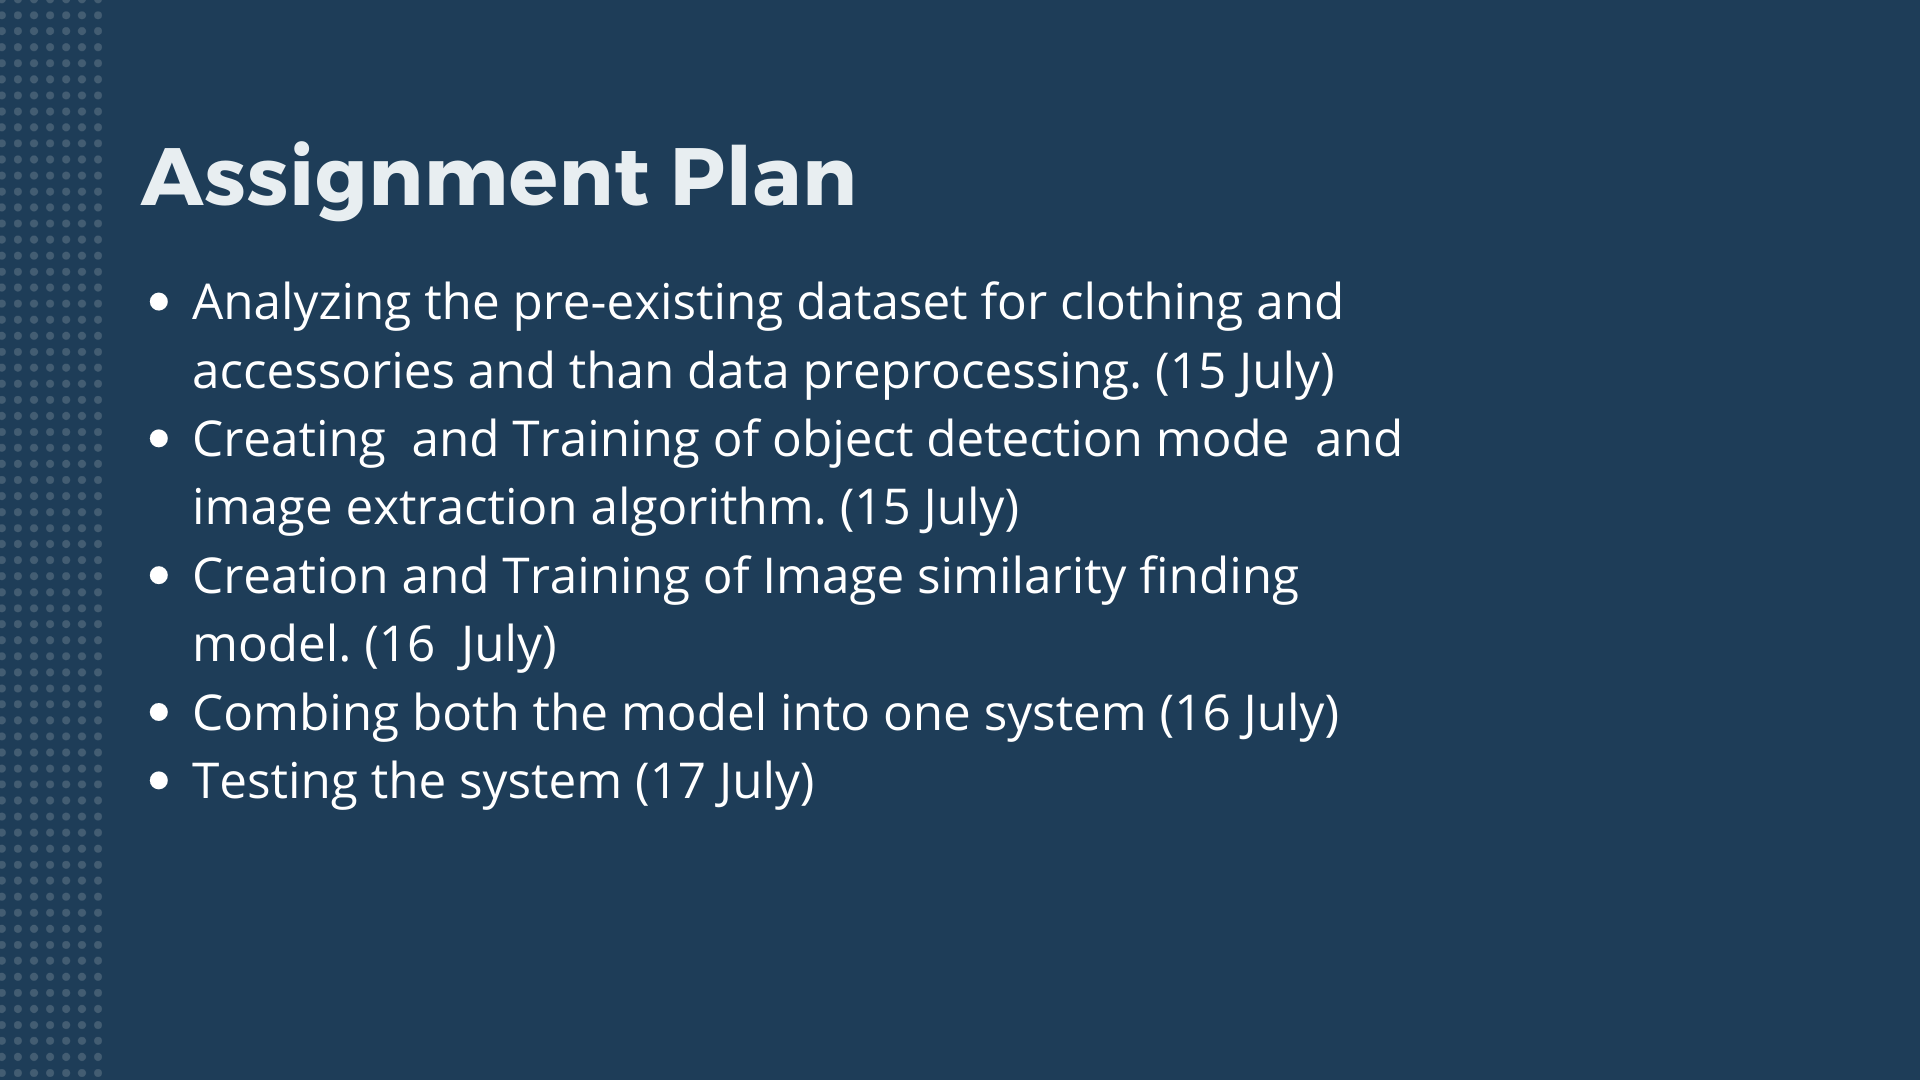 Assignment Plan
• Analyzing the pre-existing dataset for clothing and
accessories and than data preprocessing. (15 July)
• Creating  and Training of object detection mode  and
image extraction algorithm. (15 July)
• Creation and Training of Image similarity finding
model. (16  July)
• Combing both the model into one system (16 July)
• Testing the system (17 July)